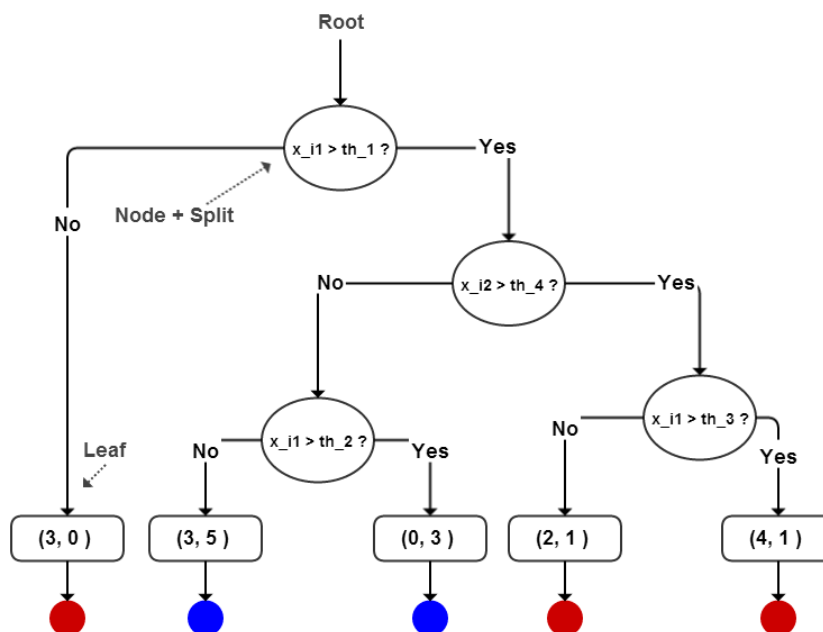 Root
x_i1 > th_1 ?
Yes
Node + Split
No
x_i2 > th_4 ?
No
Yes
x_i1 > th_3 ?
x_i1 > th_2 ?
No
Yes
No
Yes
Leaf
(3, 0 )
(3, 5 )
(0, 3 )
(2, 1 )
(4, 1 )